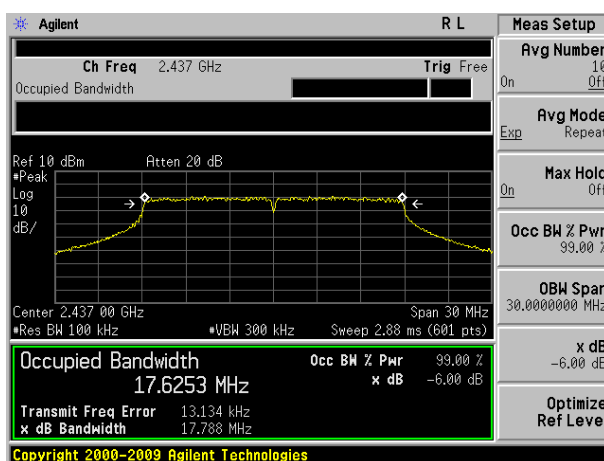 Agilent R L
Meas Setup
Ch Freq 2.437 GHz Trig Free
Occupied Bandwidth
Ref 10 dBm Atten 20 dB
#Peak
Log
10
dB/
Center 2.437 00 GHz Span 30 MHz
#Res BW 100 kHz #VBW 300 kHz Sweep 2.88 ms (601 pts)
Occupied Bandwidth Occ BW % Pwr 99.00 %
17.6253 MHz x dB -6.00 dB
Transmit Freq Error 13.134 kHz
x dB Bandwidth 17.788 MHz
Copyright 2000-2009 Agilent Technologies
Avg Number
10
On Off
Avg Mode
Exp Repeat
Max Hold
On Off
Occ BW % Pwr
99.00 %
OBW Span
30.0000000 MHz
x dB
-6.00 dB
Optimize
Ref Level